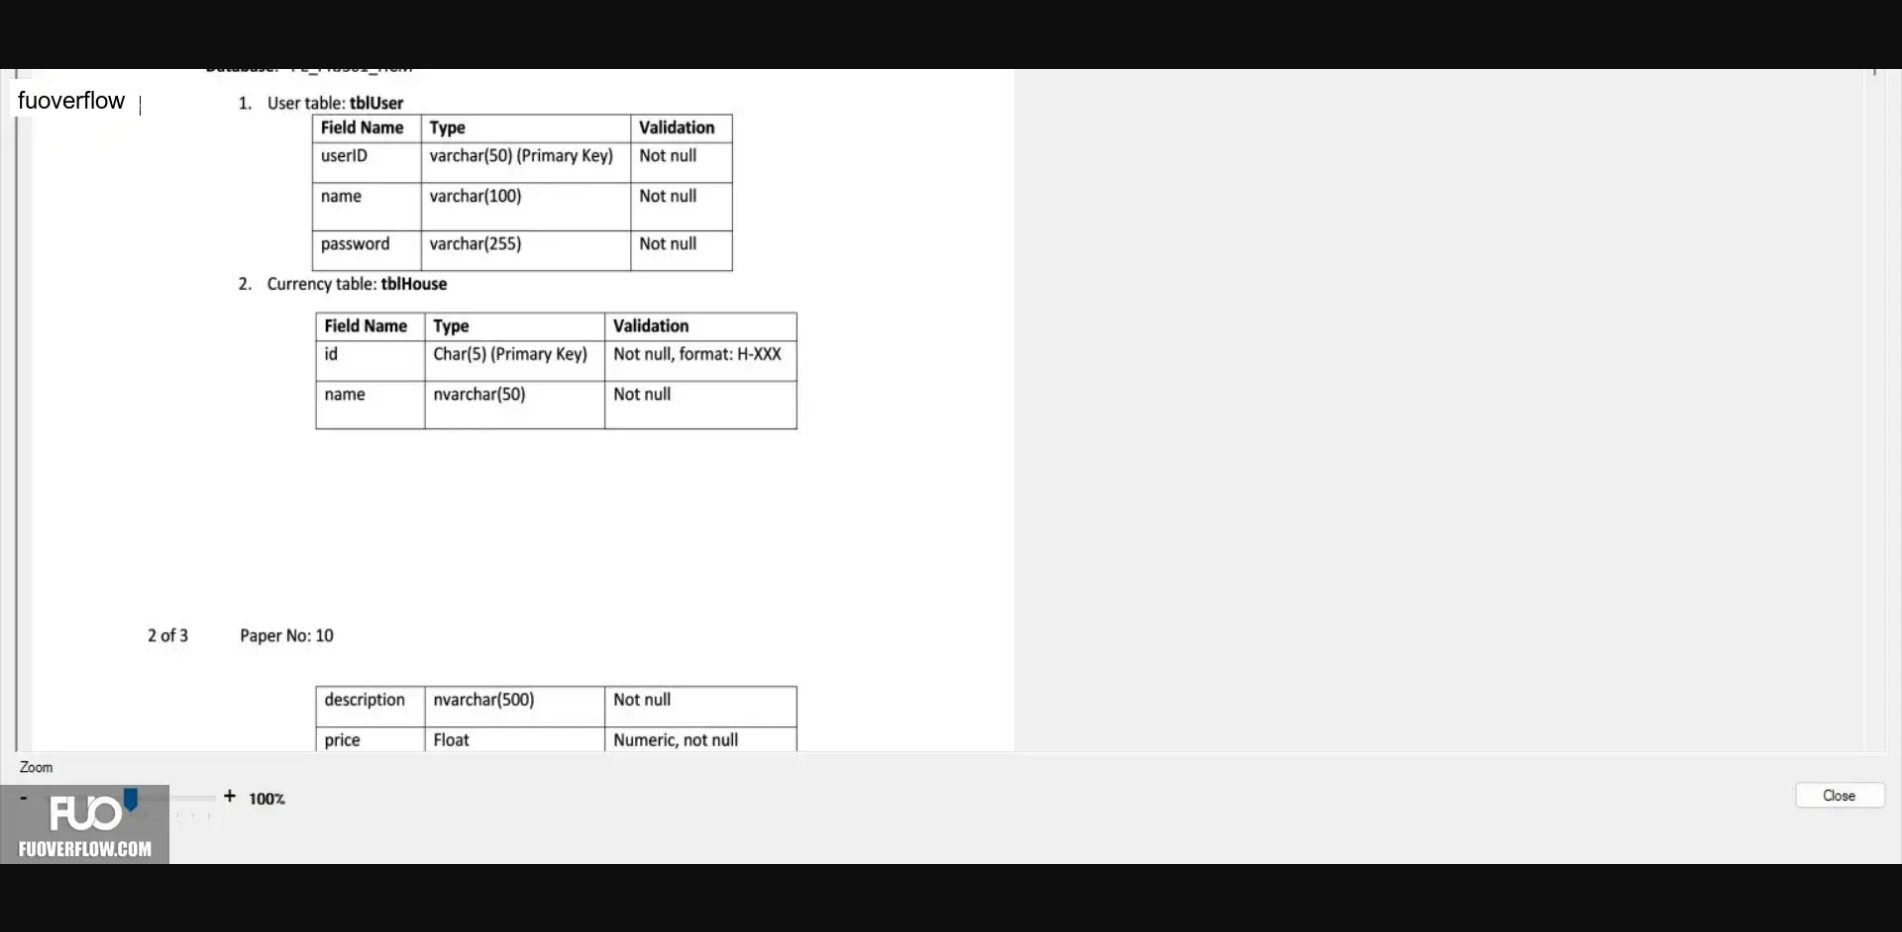 fuoverflow
1. User table: tblUser
Field Name Type Validation
userID varchar(50) (Primary Key) Not null
name varchar(100) Not null
password varchar(255) Not null
2. Currency table: tblHouse
Field Name Type Validation
id Char(5) (Primary Key) Not null, format: H-XXX
name nvarchar(50) Not null
2 of 3 Paper No: 10
description nvarchar(500) Not null
price Float Numeric, not null
Zoom
- + 100%
Close
FUO
FUOVERFLOW.COM